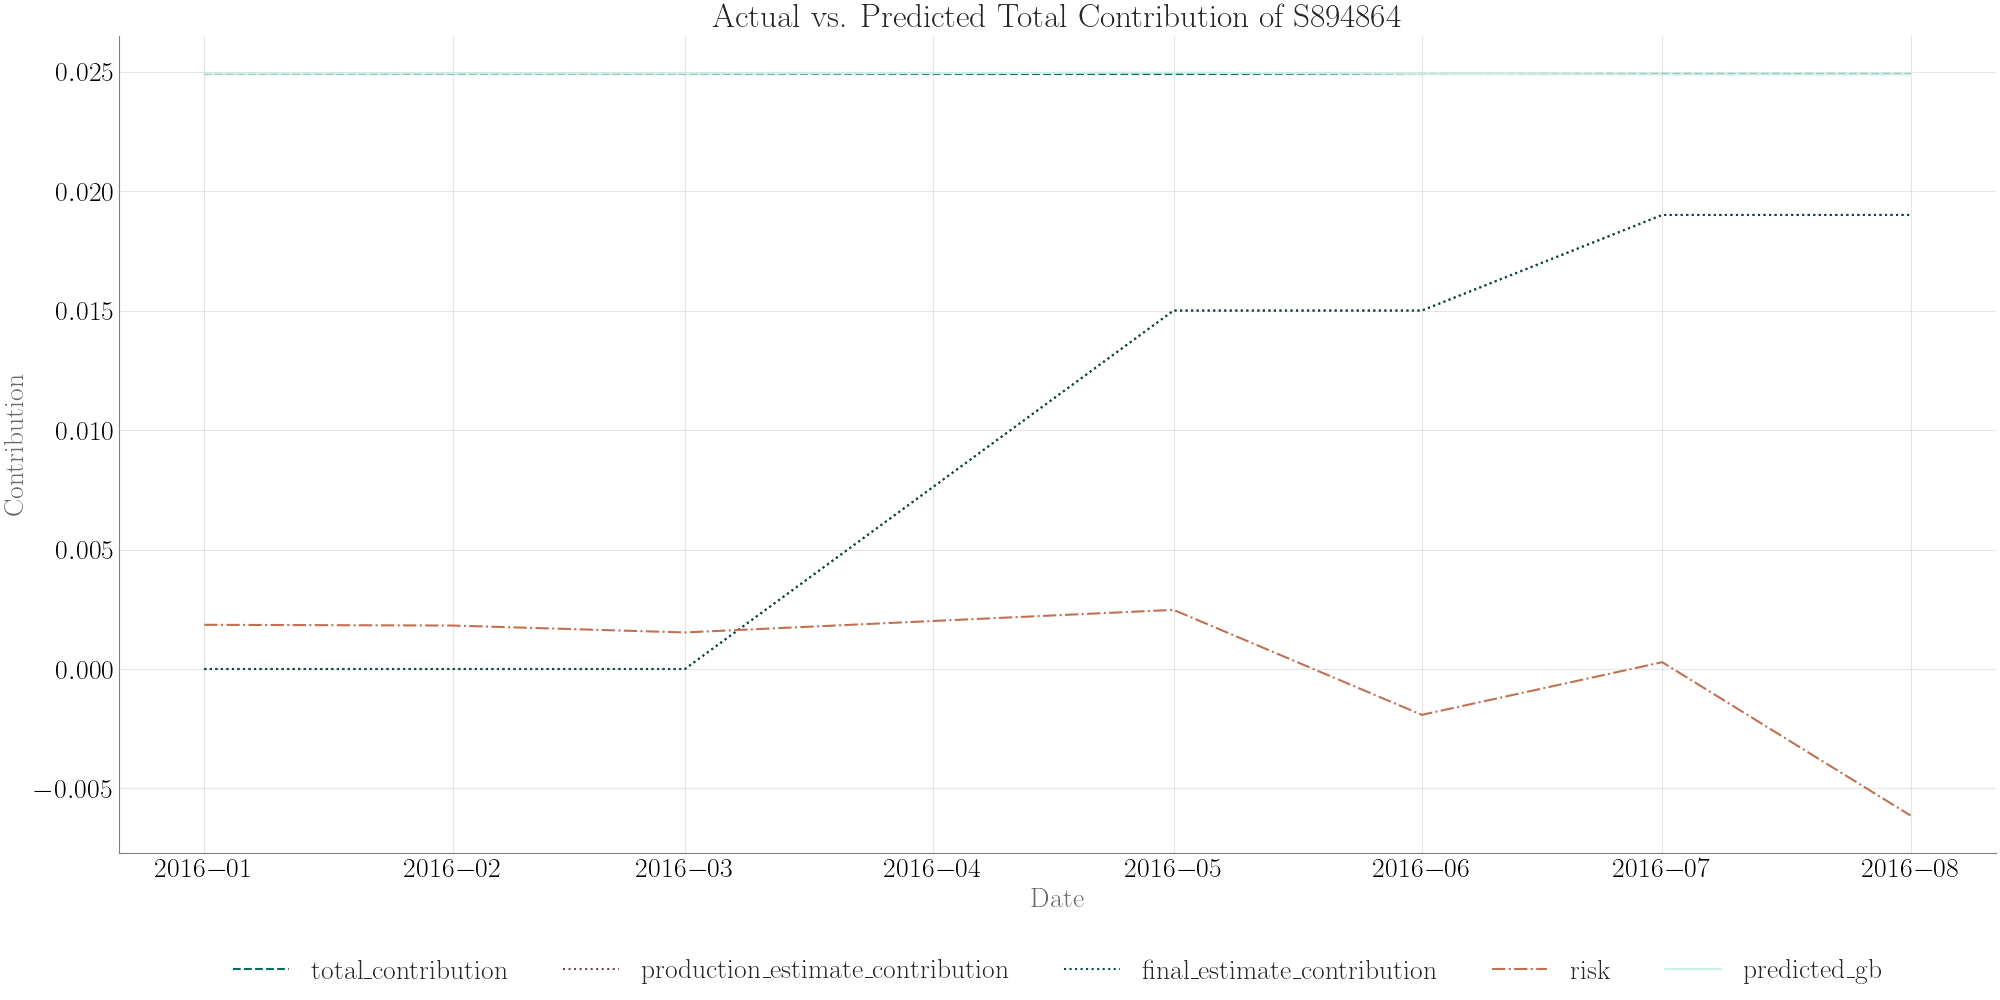 Actual vs. Predicted Total Contribution of S894864
0.025
0.020
0.015
0.010
0.005
0.000
−0.005
Contribution
2016−01 2016−02 2016−03 2016−04 2016−05 2016−06 2016−07 2016−08
Date
total_contribution production_estimate_contribution final_estimate_contribution risk predicted_gb